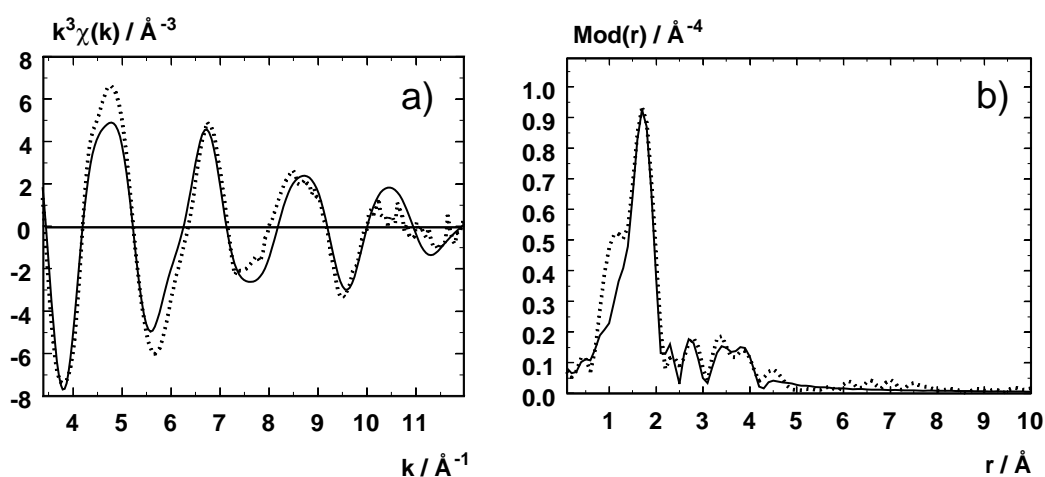 k³χ(k) / Å⁻³
a)
8
6
4
2
0
-2
-4
-6
-8
4 5 6 7 8 9 10 11
k / Å⁻¹
Mod(r) / Å⁻⁴
b)
1.0
0.9
0.8
0.7
0.6
0.5
0.4
0.3
0.2
0.1
0.0
1 2 3 4 5 6 7 8 9 10
r / Å